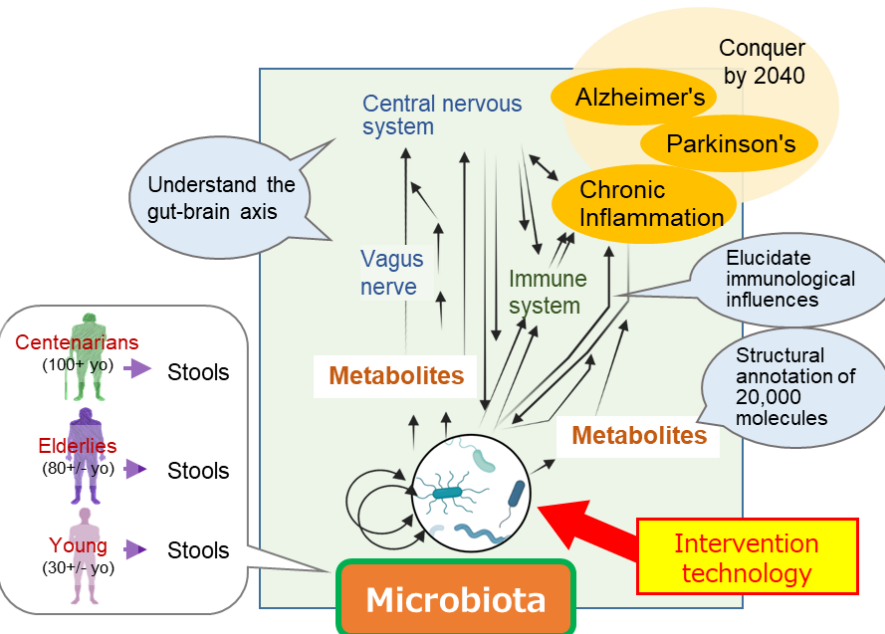 Conquer
by 2040
Alzheimer's
Parkinson's
Chronic
Inflammation
Central nervous
system
Understand the
gut-brain axis
Vagus
nerve
Immune
system
Elucidate
immunological
influences
Metabolites
Structural
annotation of
20,000
molecules
Metabolites
Centenarians
(100+ yo)
Stools
Elderlies
(80+/- yo)
Stools
Young
(30+/- yo)
Stools
Intervention
technology
Microbiota